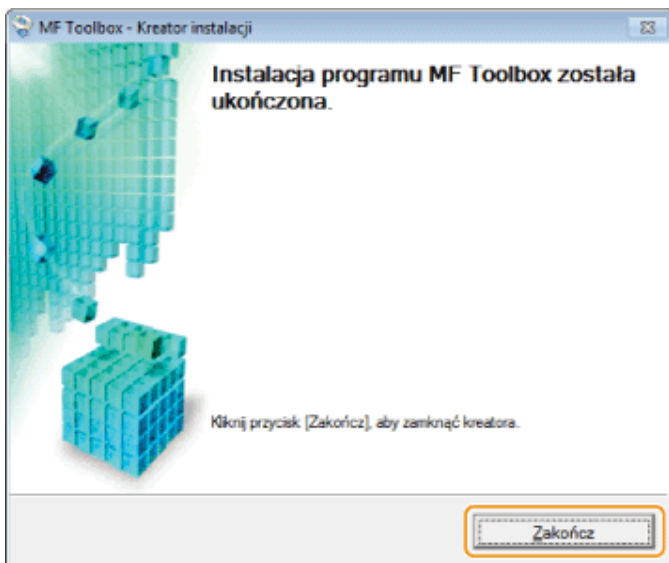 MF Toolbox - Kreator instalacji
Instalacja programu MF Toolbox została
ukończona.
Kliknij przycisk [Zakończ], aby zamknąć kreatora.
Zakończ